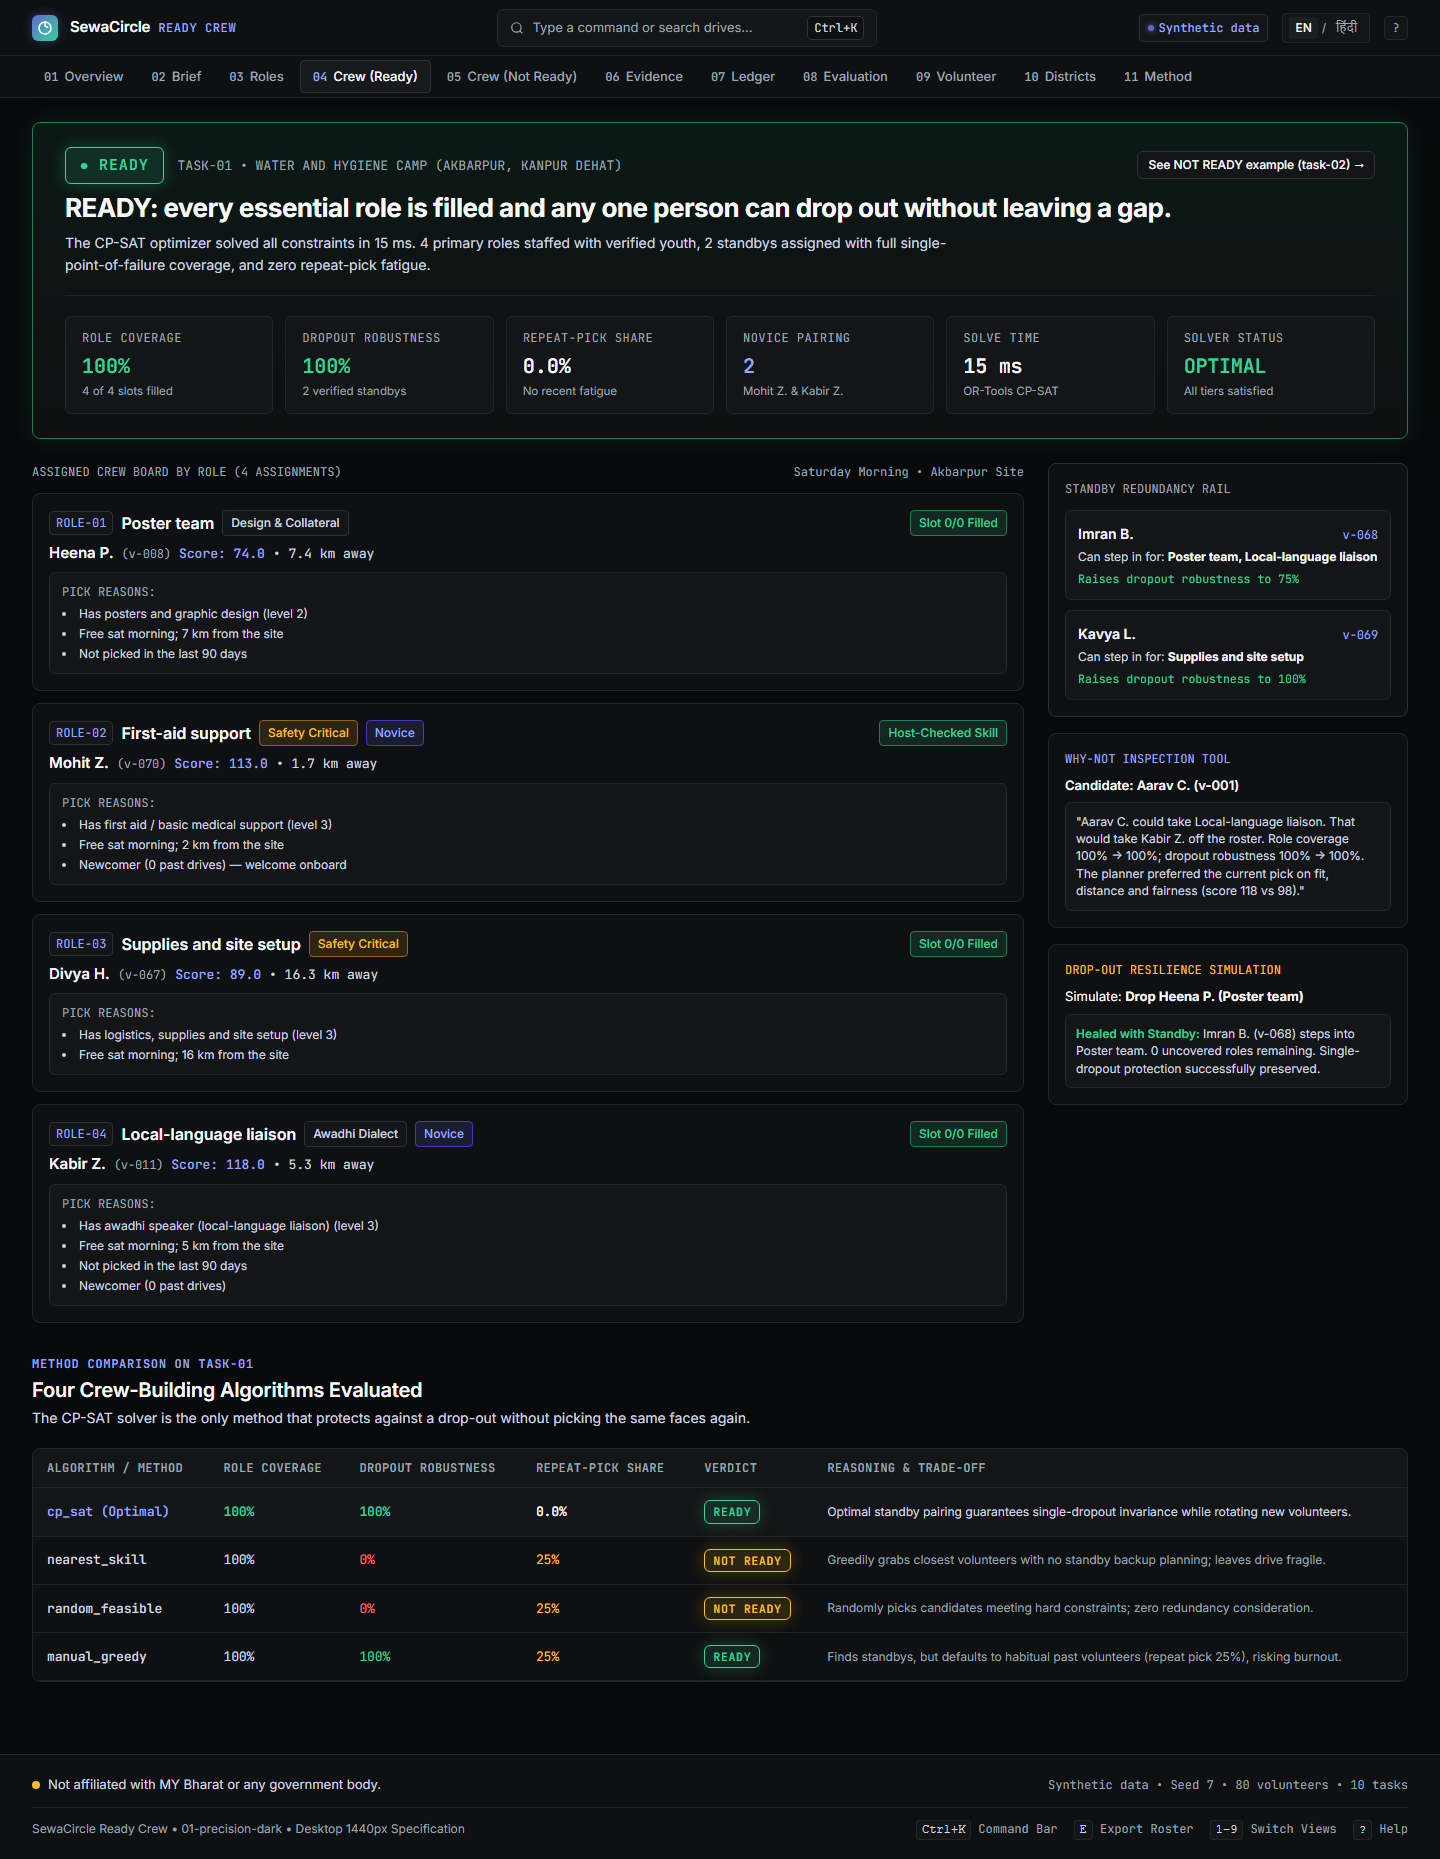 SewaCircle READY CREW
Type a command or search drives... Ctrl+K
Synthetic data
EN / हिंदी
?
01 Overview
02 Brief
03 Roles
04 Crew (Ready)
05 Crew (Not Ready)
06 Evidence
07 Ledger
08 Evaluation
09 Volunteer
10 Districts
11 Method
• READY TASK-01 • WATER AND HYGIENE CAMP (AKBARPUR, KANPUR DEHAT)
See NOT READY example (task-02) →
READY: every essential role is filled and any one person can drop out without leaving a gap.
The CP-SAT optimizer solved all constraints in 15 ms. 4 primary roles staffed with verified youth, 2 standbys assigned with full single-
point-of-failure coverage, and zero repeat-pick fatigue.
ROLE COVERAGE
100%
4 of 4 slots filled
DROPOUT ROBUSTNESS
100%
2 verified standbys
REPEAT-PICK SHARE
0.0%
No recent fatigue
NOVICE PAIRING
2
Mohit Z. & Kabir Z.
SOLVE TIME
15 ms
OR-Tools CP-SAT
SOLVER STATUS
OPTIMAL
All tiers satisfied
ASSIGNED CREW BOARD BY ROLE (4 ASSIGNMENTS)
Saturday Morning • Akbarpur Site
ROLE-01 Poster team Design & Collateral
Slot 0/0 Filled
Heena P. (v-008) Score: 74.0 • 7.4 km away
PICK REASONS:
• Has posters and graphic design (level 2)
• Free sat morning; 7 km from the site
• Not picked in the last 90 days
ROLE-02 First-aid support Safety Critical Novice
Host-Checked Skill
Mohit Z. (v-070) Score: 113.0 • 1.7 km away
PICK REASONS:
• Has first aid / basic medical support (level 3)
• Free sat morning; 2 km from the site
• Newcomer (0 past drives) — welcome onboard
ROLE-03 Supplies and site setup Safety Critical
Slot 0/0 Filled
Divya H. (v-067) Score: 89.0 • 16.3 km away
PICK REASONS:
• Has logistics, supplies and site setup (level 3)
• Free sat morning; 16 km from the site
ROLE-04 Local-language liaison Awadhi Dialect Novice
Slot 0/0 Filled
Kabir Z. (v-011) Score: 118.0 • 5.3 km away
PICK REASONS:
• Has awadhi speaker (local-language liaison) (level 3)
• Free sat morning; 5 km from the site
• Not picked in the last 90 days
• Newcomer (0 past drives)
STANDBY REDUNDANCY RAIL
Imran B. v-068
Can step in for: Poster team, Local-language liaison
Raises dropout robustness to 75%
Kavya L. v-069
Can step in for: Supplies and site setup
Raises dropout robustness to 100%
WHY-NOT INSPECTION TOOL
Candidate: Aarav C. (v-001)
"Aarav C. could take Local-language liaison. That
would take Kabir Z. off the roster. Role coverage
100% → 100%; dropout robustness 100% → 100%.
The planner preferred the current pick on fit,
distance and fairness (score 118 vs 98)."
DROP-OUT RESILIENCE SIMULATION
Simulate: Drop Heena P. (Poster team)
Healed with Standby: Imran B. (v-068) steps into
Poster team. 0 uncovered roles remaining. Single-
dropout protection successfully preserved.
METHOD COMPARISON ON TASK-01
Four Crew-Building Algorithms Evaluated
The CP-SAT solver is the only method that protects against a drop-out without picking the same faces again.
ALGORITHM / METHOD ROLE COVERAGE DROPOUT ROBUSTNESS REPEAT-PICK SHARE VERDICT REASONING & TRADE-OFF
cp_sat (Optimal) 100% 100% 0.0% READY Optimal standby pairing guarantees single-dropout invariance while rotating new volunteers.
nearest_skill 100% 0% 25% NOT READY Greedily grabs closest volunteers with no standby backup planning; leaves drive fragile.
random_feasible 100% 0% 25% NOT READY Randomly picks candidates meeting hard constraints; zero redundancy consideration.
manual_greedy 100% 100% 25% READY Finds standbys, but defaults to habitual past volunteers (repeat pick 25%), risking burnout.
Not affiliated with MY Bharat or any government body.
Synthetic data • Seed 7 • 80 volunteers • 10 tasks
SewaCircle Ready Crew • 01-precision-dark • Desktop 1440px Specification
Ctrl+K Command Bar E Export Roster 1–9 Switch Views ? Help